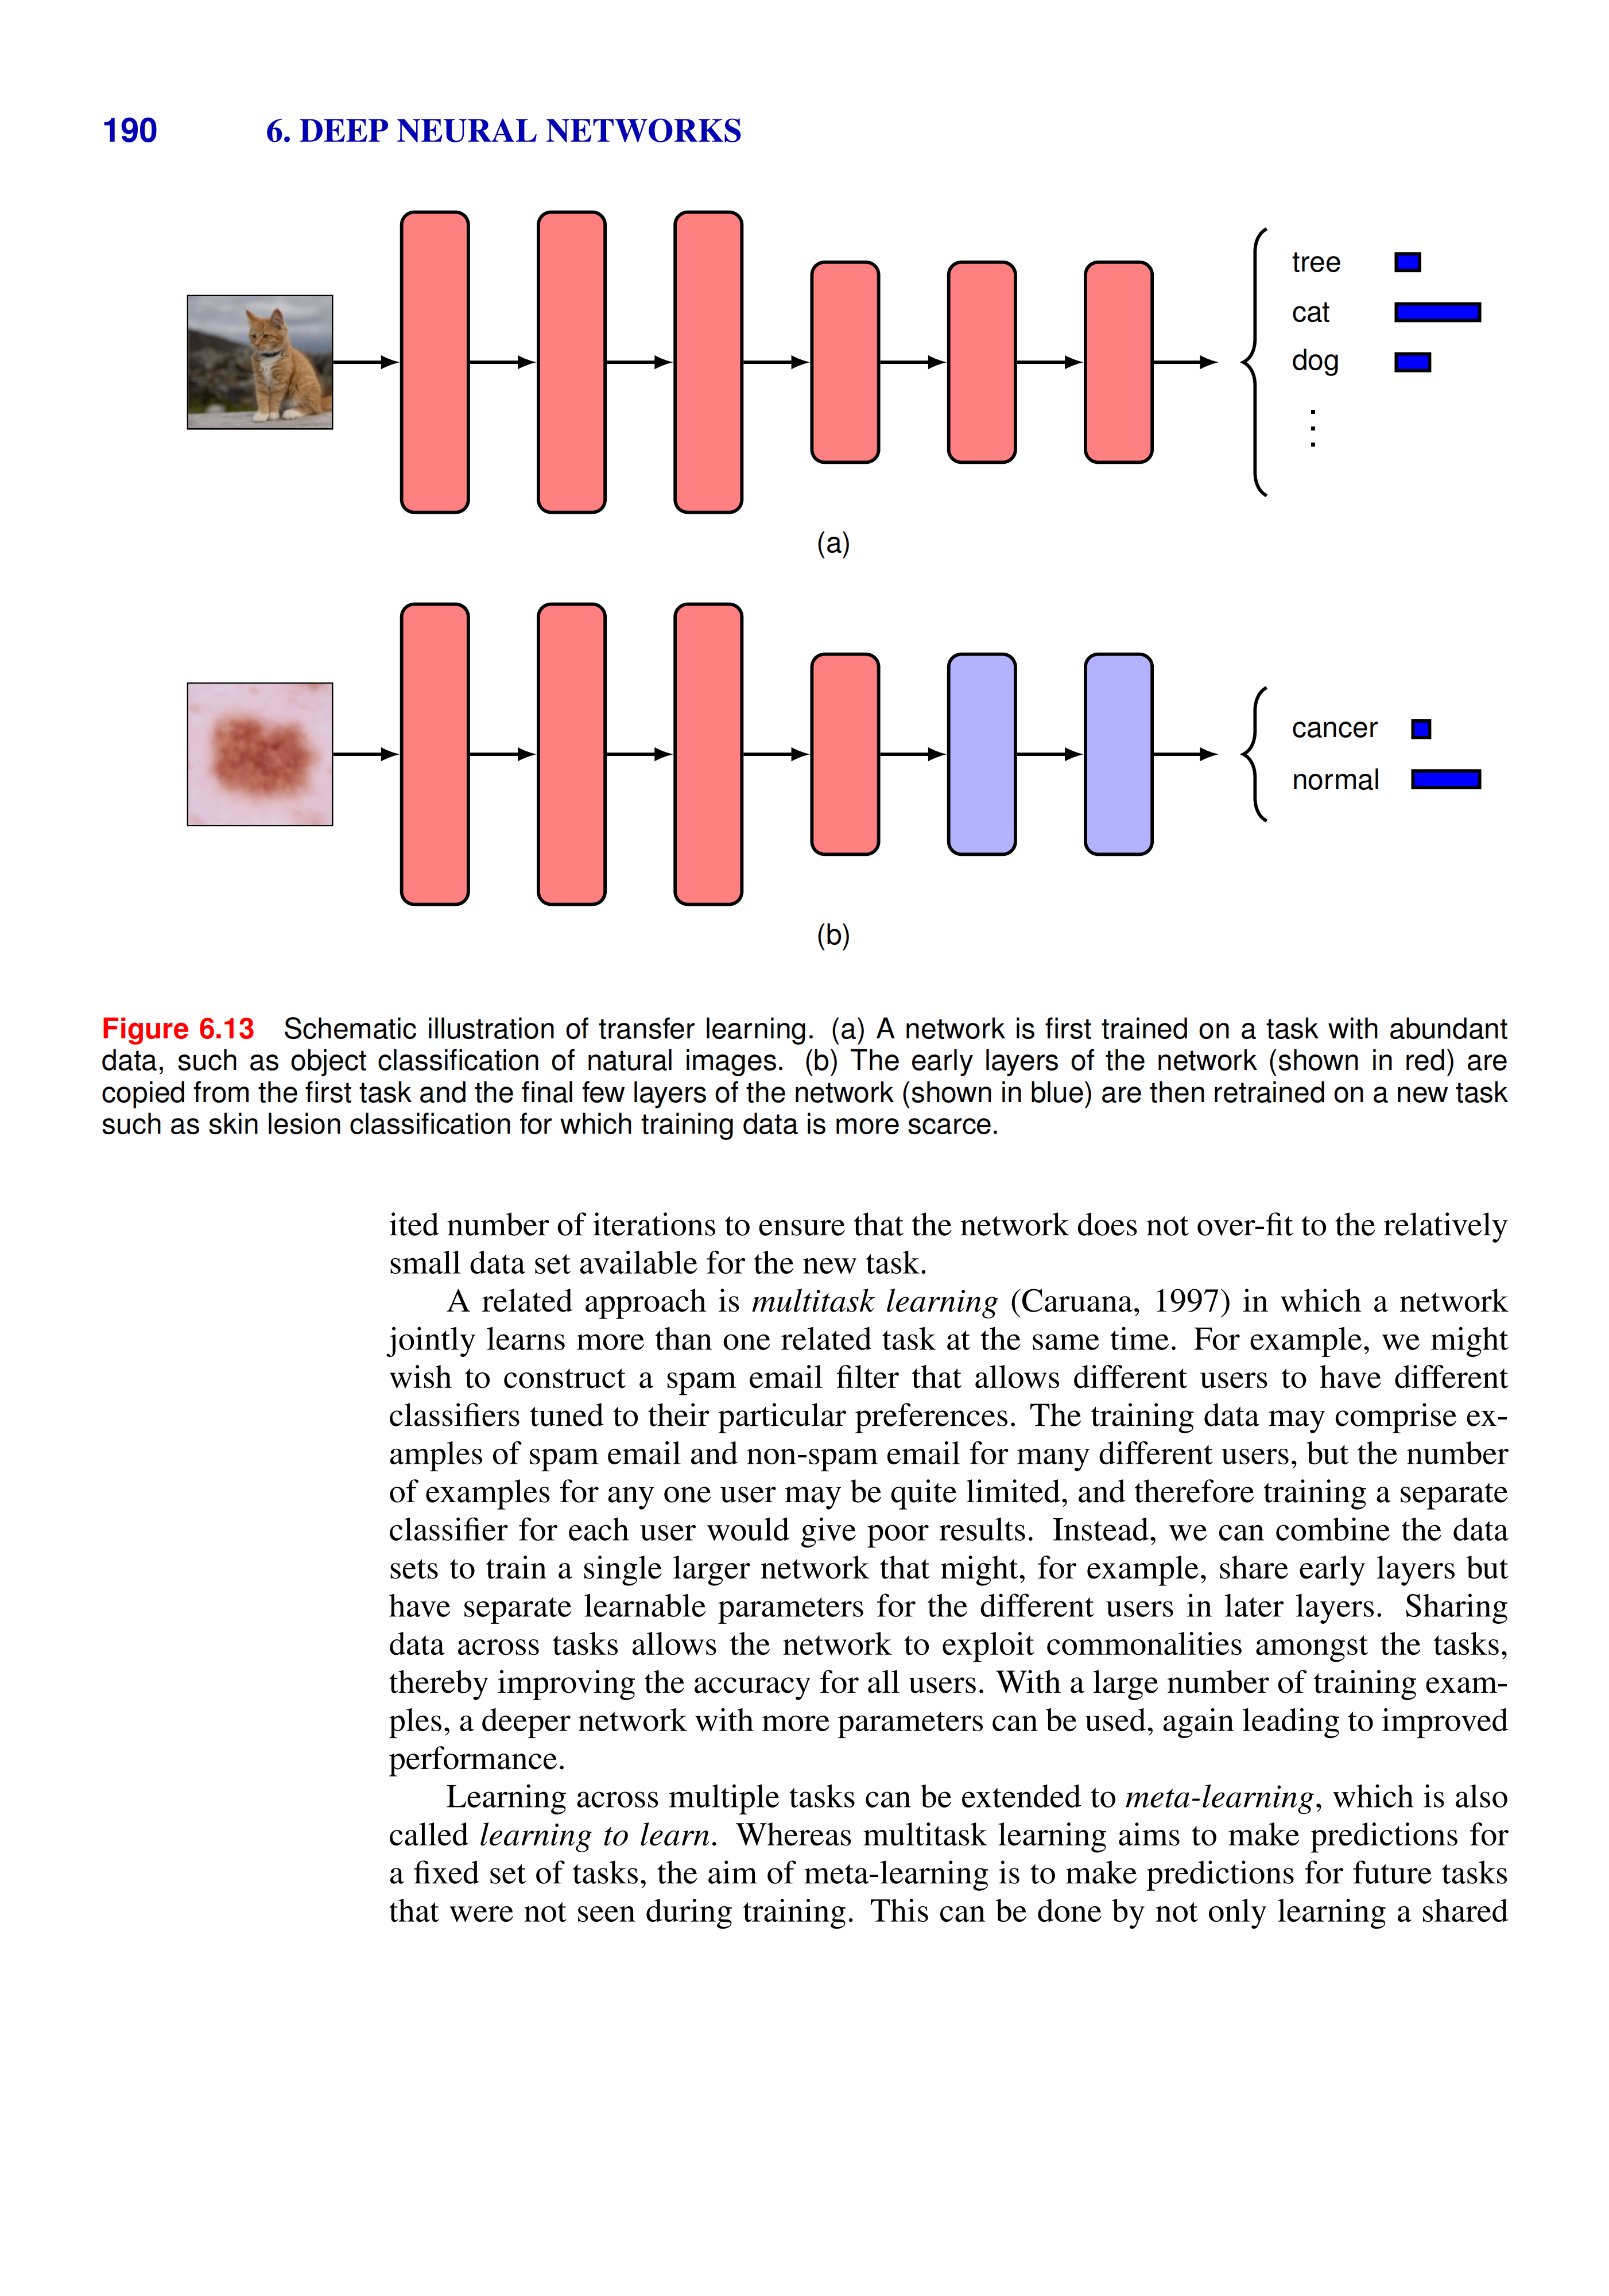 190 6. DEEP NEURAL NETWORKS
tree
cat
dog
⋮
(a)
cancer
normal
(b)
Figure 6.13 Schematic illustration of transfer learning. (a) A network is first trained on a task with abundant
data, such as object classification of natural images. (b) The early layers of the network (shown in red) are
copied from the first task and the final few layers of the network (shown in blue) are then retrained on a new task
such as skin lesion classification for which training data is more scarce.
ited number of iterations to ensure that the network does not over-fit to the relatively
small data set available for the new task.
A related approach is multitask learning (Caruana, 1997) in which a network
jointly learns more than one related task at the same time. For example, we might
wish to construct a spam email filter that allows different users to have different
classifiers tuned to their particular preferences. The training data may comprise ex-
amples of spam email and non-spam email for many different users, but the number
of examples for any one user may be quite limited, and therefore training a separate
classifier for each user would give poor results. Instead, we can combine the data
sets to train a single larger network that might, for example, share early layers but
have separate learnable parameters for the different users in later layers. Sharing
data across tasks allows the network to exploit commonalities amongst the tasks,
thereby improving the accuracy for all users. With a large number of training exam-
ples, a deeper network with more parameters can be used, again leading to improved
performance.
Learning across multiple tasks can be extended to meta-learning, which is also
called learning to learn. Whereas multitask learning aims to make predictions for
a fixed set of tasks, the aim of meta-learning is to make predictions for future tasks
that were not seen during training. This can be done by not only learning a shared